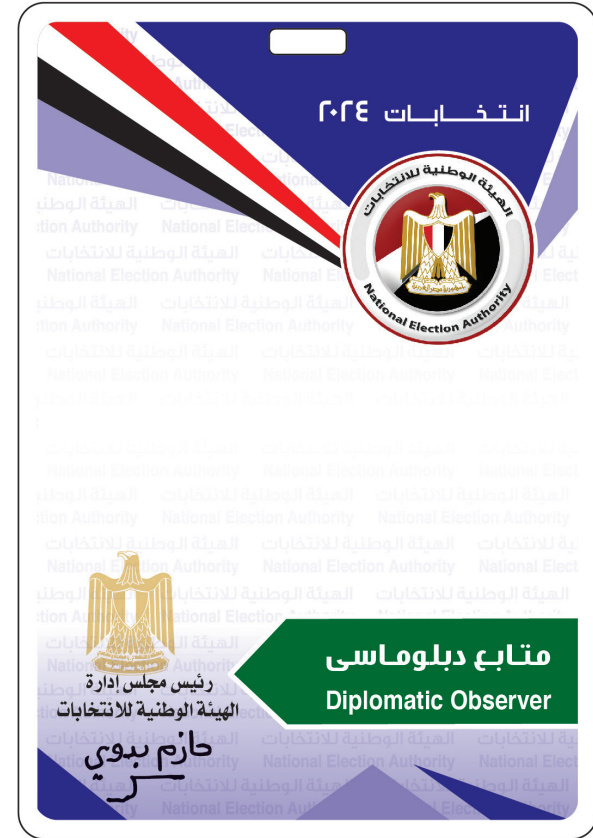 انتخابات ٢٠٢٤
الهيئة الوطنية للانتخابات
National Election Authority
متابع دبلوماسى
Diplomatic Observer
رئيس مجلس إدارة
الهيئة الوطنية للانتخابات
حازم بدوي